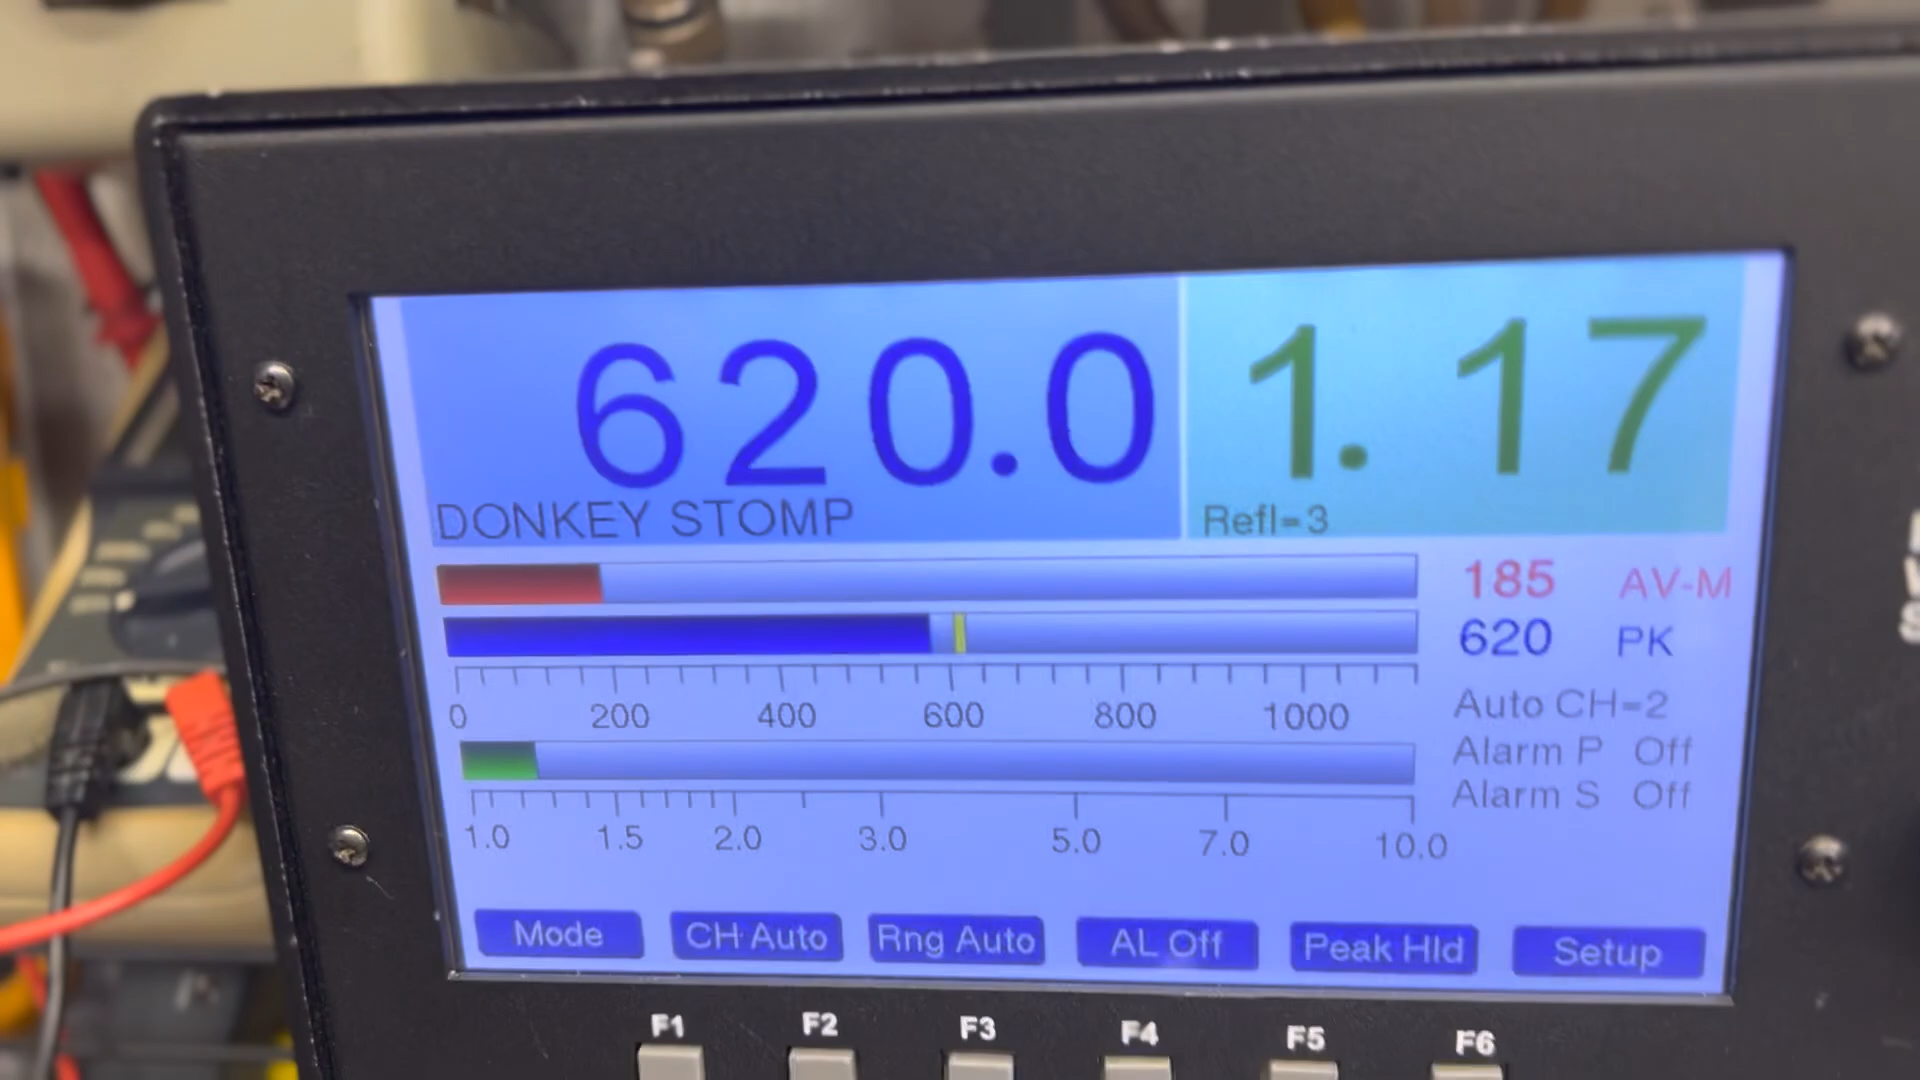 620.0
1.17
DONKEY STOMP
Refl=3
185 AV-M
620 PK
0 200 400 600 800 1000
Auto CH=2
Alarm P Off
Alarm S Off
1.0 1.5 2.0 3.0 5.0 7.0 10.0
Mode CH Auto Rng Auto AL Off Peak Hld Setup
F1 F2 F3 F4 F5 F6